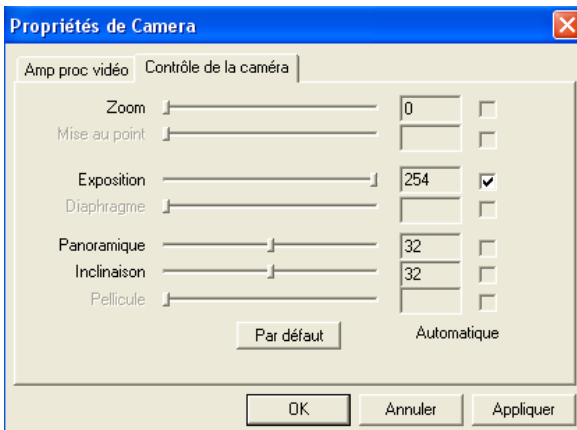 Propriétés de Camera
Amp proc vidéo Contrôle de la caméra
Zoom 0
Mise au point
Exposition 254
Diaphragme
Panoramique 32
Inclinaison 32
Pellicule
Par défaut Automatique
OK Annuler Appliquer